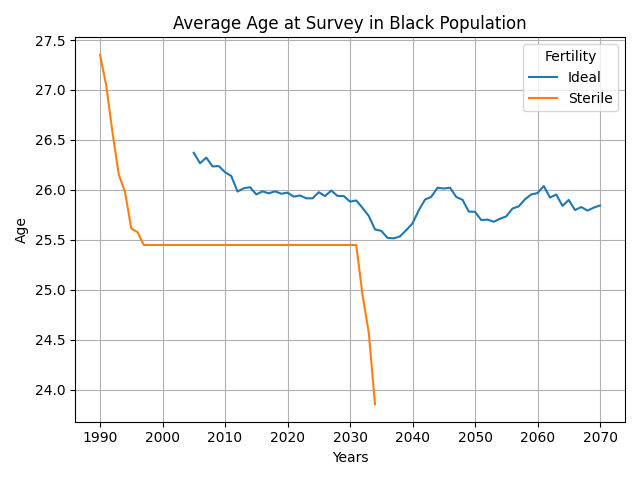 Average Age at Survey in Black Population
27.5
27.0
26.5
26.0
25.5
25.0
24.5
24.0
Age
Fertility
Ideal
Sterile
1990 2000 2010 2020 2030 2040 2050 2060 2070
Years